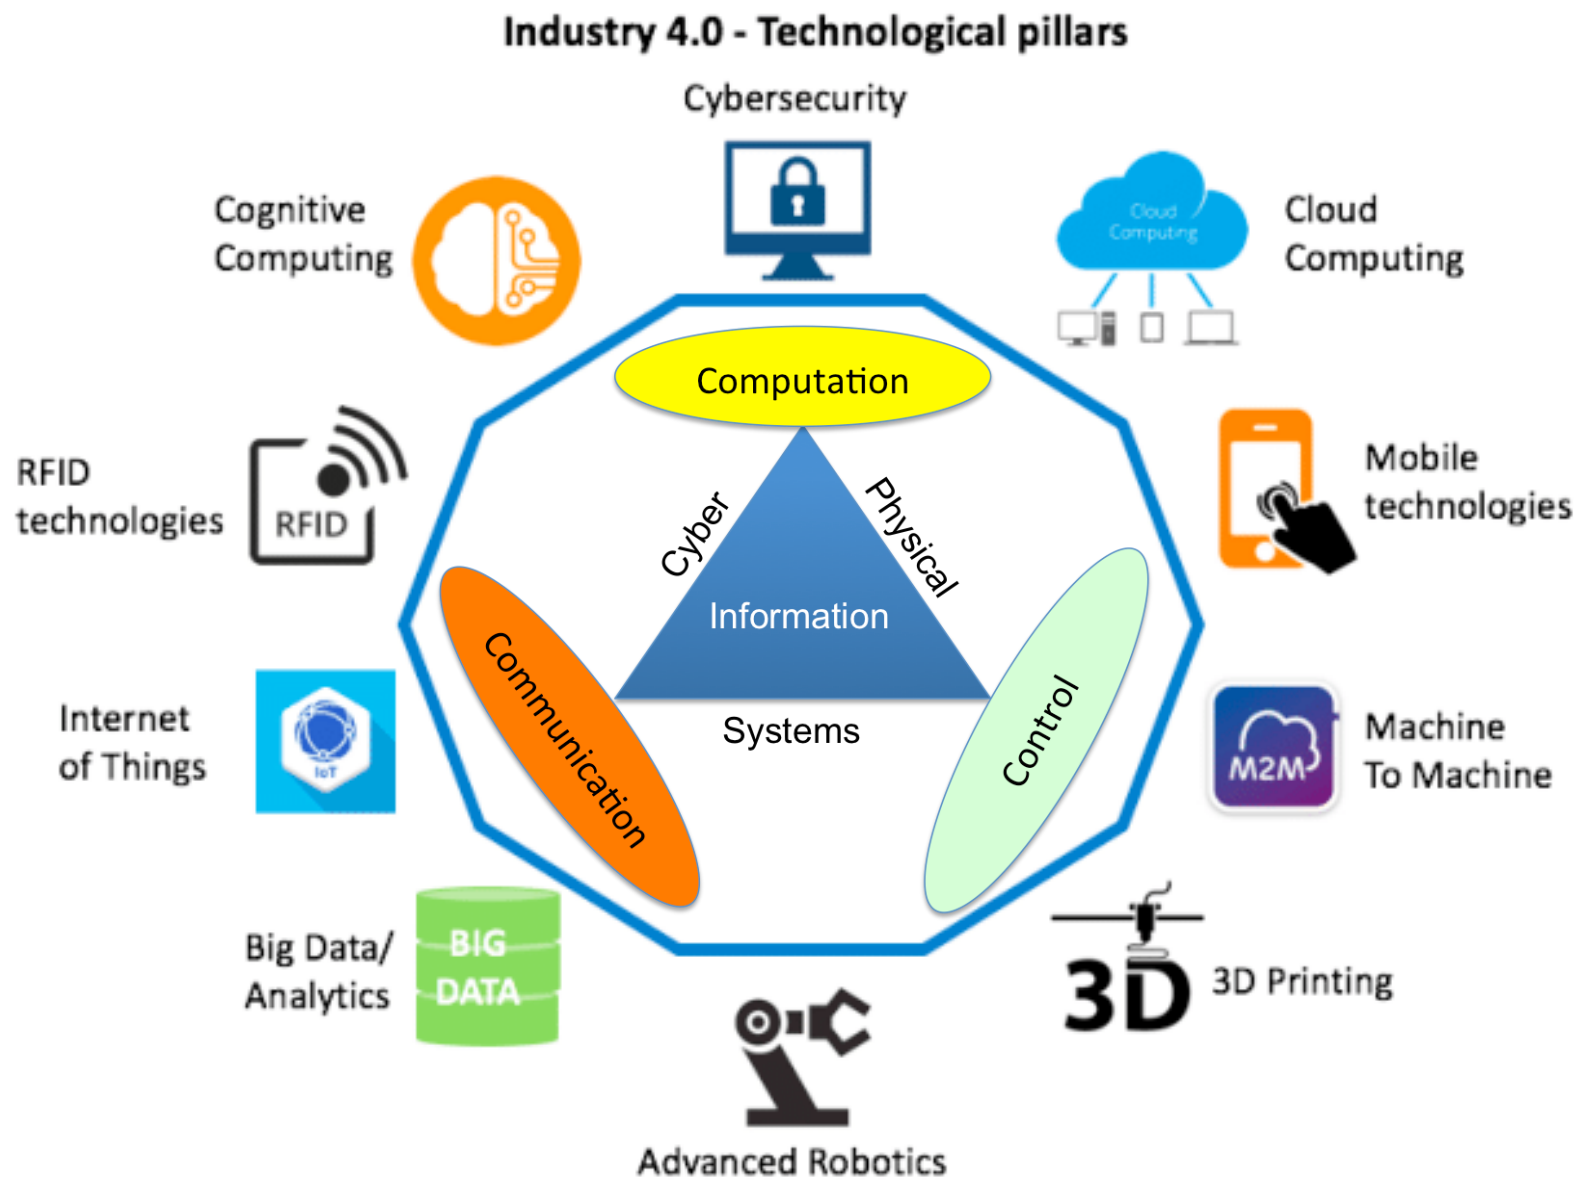 Industry 4.0 - Technological pillars
Cybersecurity
Cognitive
Computing
Cloud
Computing
Cloud
Computing
Computation
RFID
technologies
RFID
Mobile
technologies
Cyber
Physical
Information
Systems
Communication
Control
Internet
of Things
IoT
M2M
Machine
To Machine
Big Data/
Analytics
BIG
DATA
3D
3D Printing
Advanced Robotics